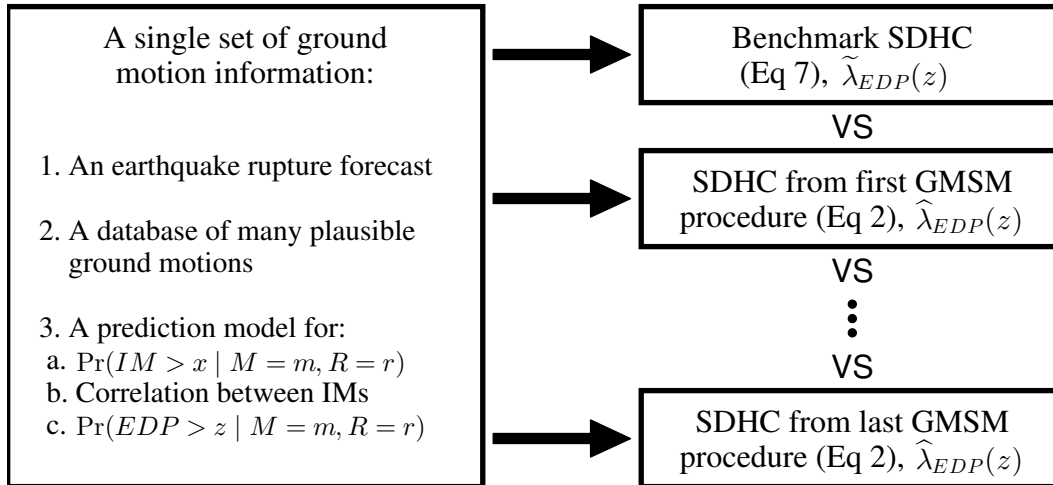 A single set of ground
motion information:
1. An earthquake rupture forecast
2. A database of many plausible
ground motions
3. A prediction model for:
a. Pr(IM > x | M = m, R = r)
b. Correlation between IMs
c. Pr(EDP > z | M = m, R = r)
Benchmark SDHC
(Eq 7), λ̃_EDP(z)
VS
SDHC from first GMSM
procedure (Eq 2), λ̂_EDP(z)
VS
VS
SDHC from last GMSM
procedure (Eq 2), λ̂_EDP(z)